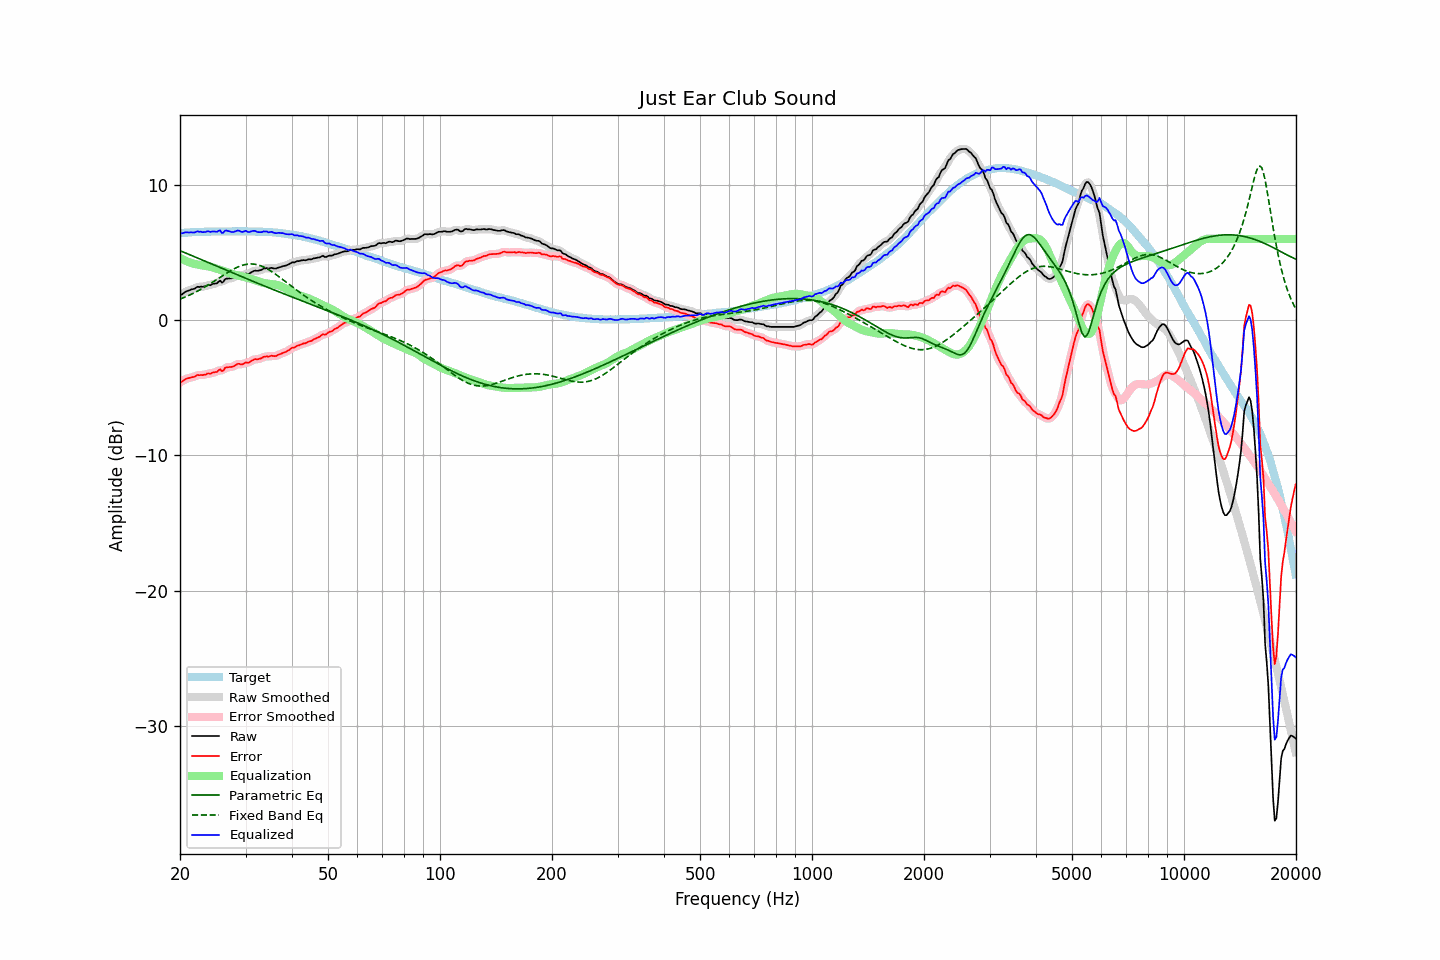 Just Ear Club Sound
Amplitude (dBr)
10
0
−10
−20
−30
Target
Raw Smoothed
Error Smoothed
Raw
Error
Equalization
Parametric Eq
Fixed Band Eq
Equalized
20
50
100
200
500
1000
2000
5000
10000
20000
Frequency (Hz)